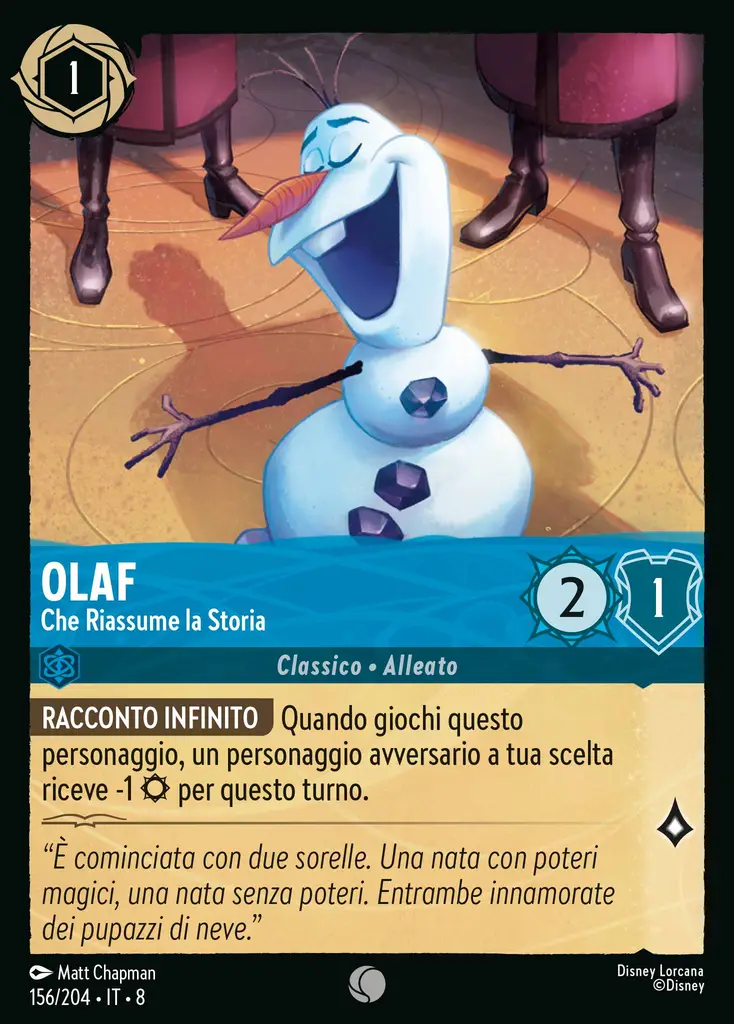 1
OLAF
Che Riassume la Storia
2
1
Classico • Alleato
RACCONTO INFINITO Quando giochi questo
personaggio, un personaggio avversario a tua scelta
riceve -1 per questo turno.
“È cominciata con due sorelle. Una nata con poteri
magici, una nata senza poteri. Entrambe innamorate
dei pupazzi di neve.”
Matt Chapman
156/204 • IT • 8
Disney Lorcana
©Disney